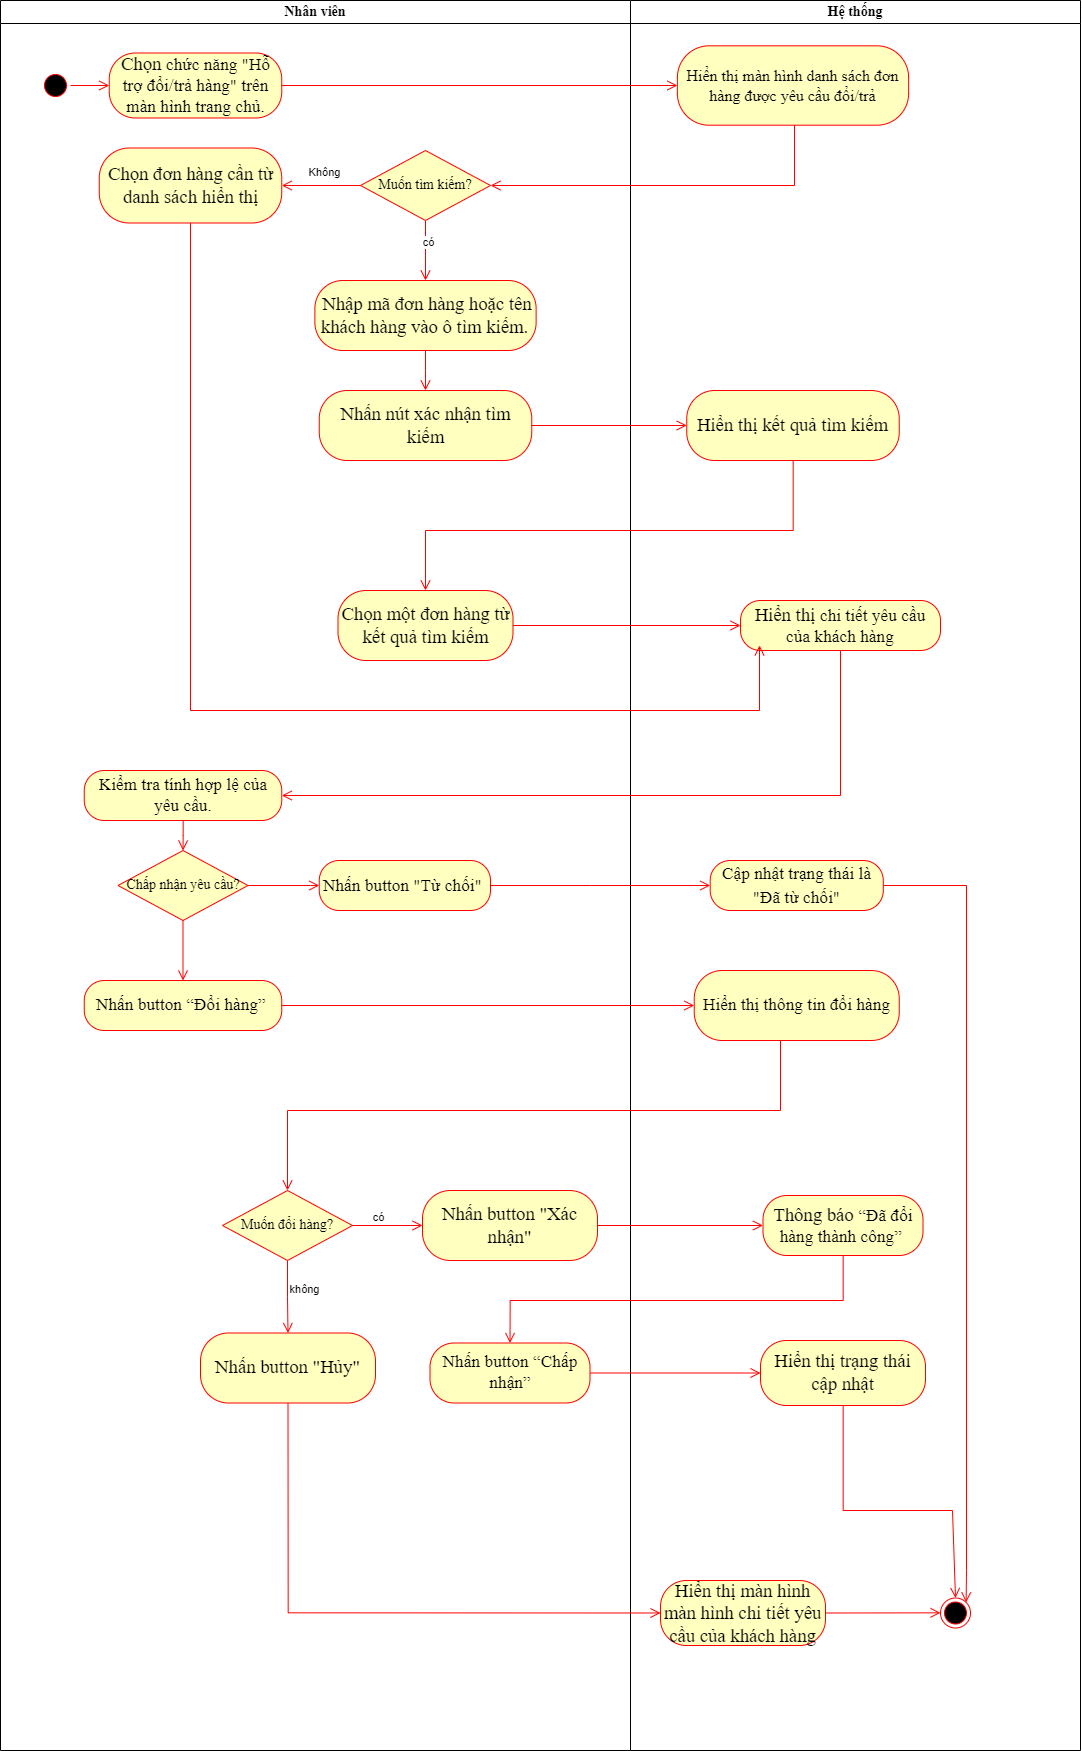 Nhân viên
Hệ thống
Chọn chức năng "Hỗ
trợ đổi/trả hàng" trên
màn hình trang chủ.
Hiển thị màn hình danh sách đơn
hàng được yêu cầu đổi/trả
Chọn đơn hàng cần từ
danh sách hiển thị
Không
Muốn tìm kiếm?
có
Nhập mã đơn hàng hoặc tên
khách hàng vào ô tìm kiếm.
Nhấn nút xác nhận tìm
kiếm
Hiển thị kết quả tìm kiếm
Chọn một đơn hàng từ
kết quả tìm kiếm
Hiển thị chi tiết yêu cầu
của khách hàng
Kiểm tra tính hợp lệ của
yêu cầu.
Chấp nhận yêu cầu?
Nhấn button "Từ chối"
Cập nhật trạng thái là
"Đã từ chối"
Nhấn button “Đổi hàng”
Hiển thị thông tin đổi hàng
Muốn đổi hàng?
có
Nhấn button "Xác
nhận"
Thông báo “Đã đổi
hàng thành công”
không
Nhấn button "Hủy"
Nhấn button “Chấp
nhận”
Hiển thị trạng thái
cập nhật
Hiển thị màn hình
màn hình chi tiết yêu
cầu của khách hàng